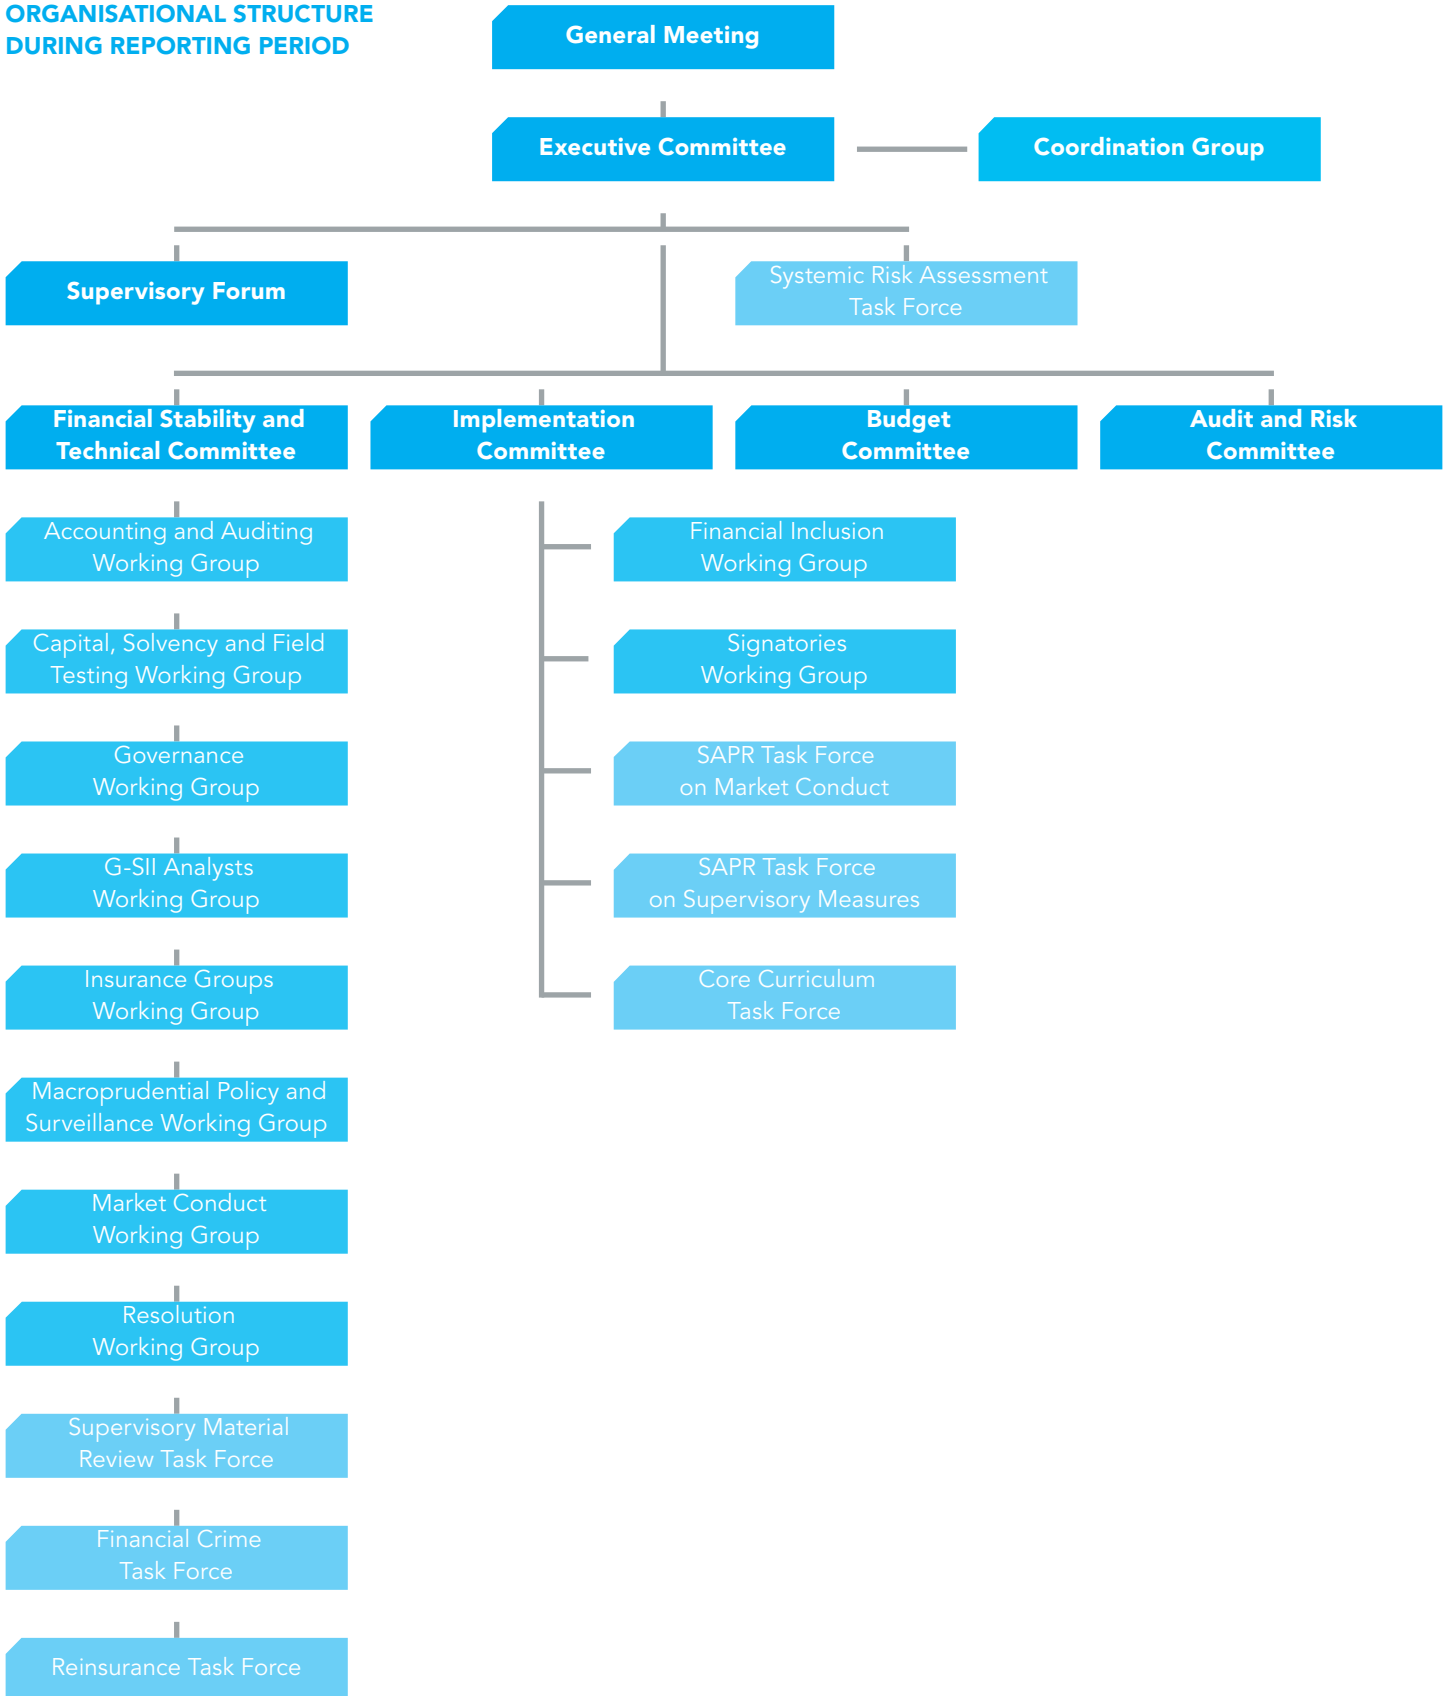 ORGANISATIONAL STRUCTURE
DURING REPORTING PERIOD
General Meeting
Executive Committee
Coordination Group
Supervisory Forum
Systemic Risk Assessment
Task Force
Financial Stability and
Technical Committee
Implementation
Committee
Budget
Committee
Audit and Risk
Committee
Accounting and Auditing
Working Group
Capital, Solvency and Field
Testing Working Group
Governance
Working Group
G-SII Analysts
Working Group
Insurance Groups
Working Group
Macroprudential Policy and
Surveillance Working Group
Market Conduct
Working Group
Resolution
Working Group
Supervisory Material
Review Task Force
Financial Crime
Task Force
Reinsurance Task Force
Financial Inclusion
Working Group
Signatories
Working Group
SAPR Task Force
on Market Conduct
SAPR Task Force
on Supervisory Measures
Core Curriculum
Task Force